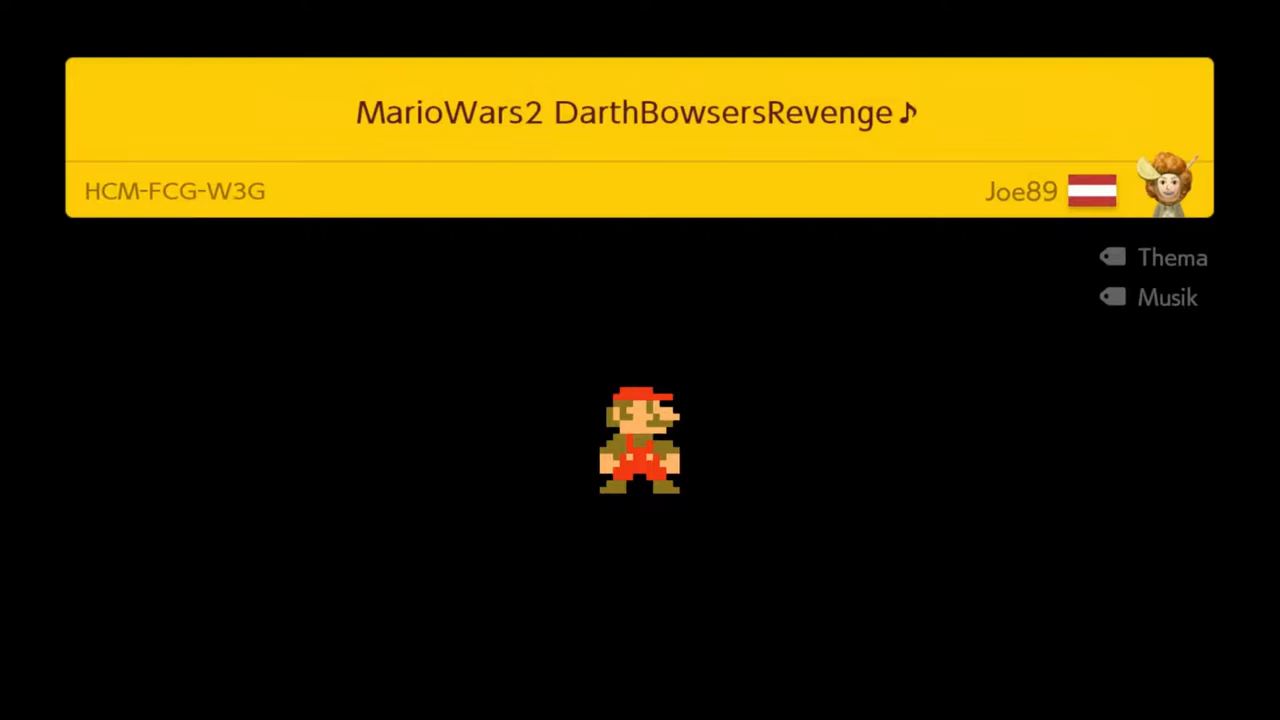 MarioWars2 DarthBowsersRevenge♪
HCM-FCG-W3G
Joe89
Thema
Musik